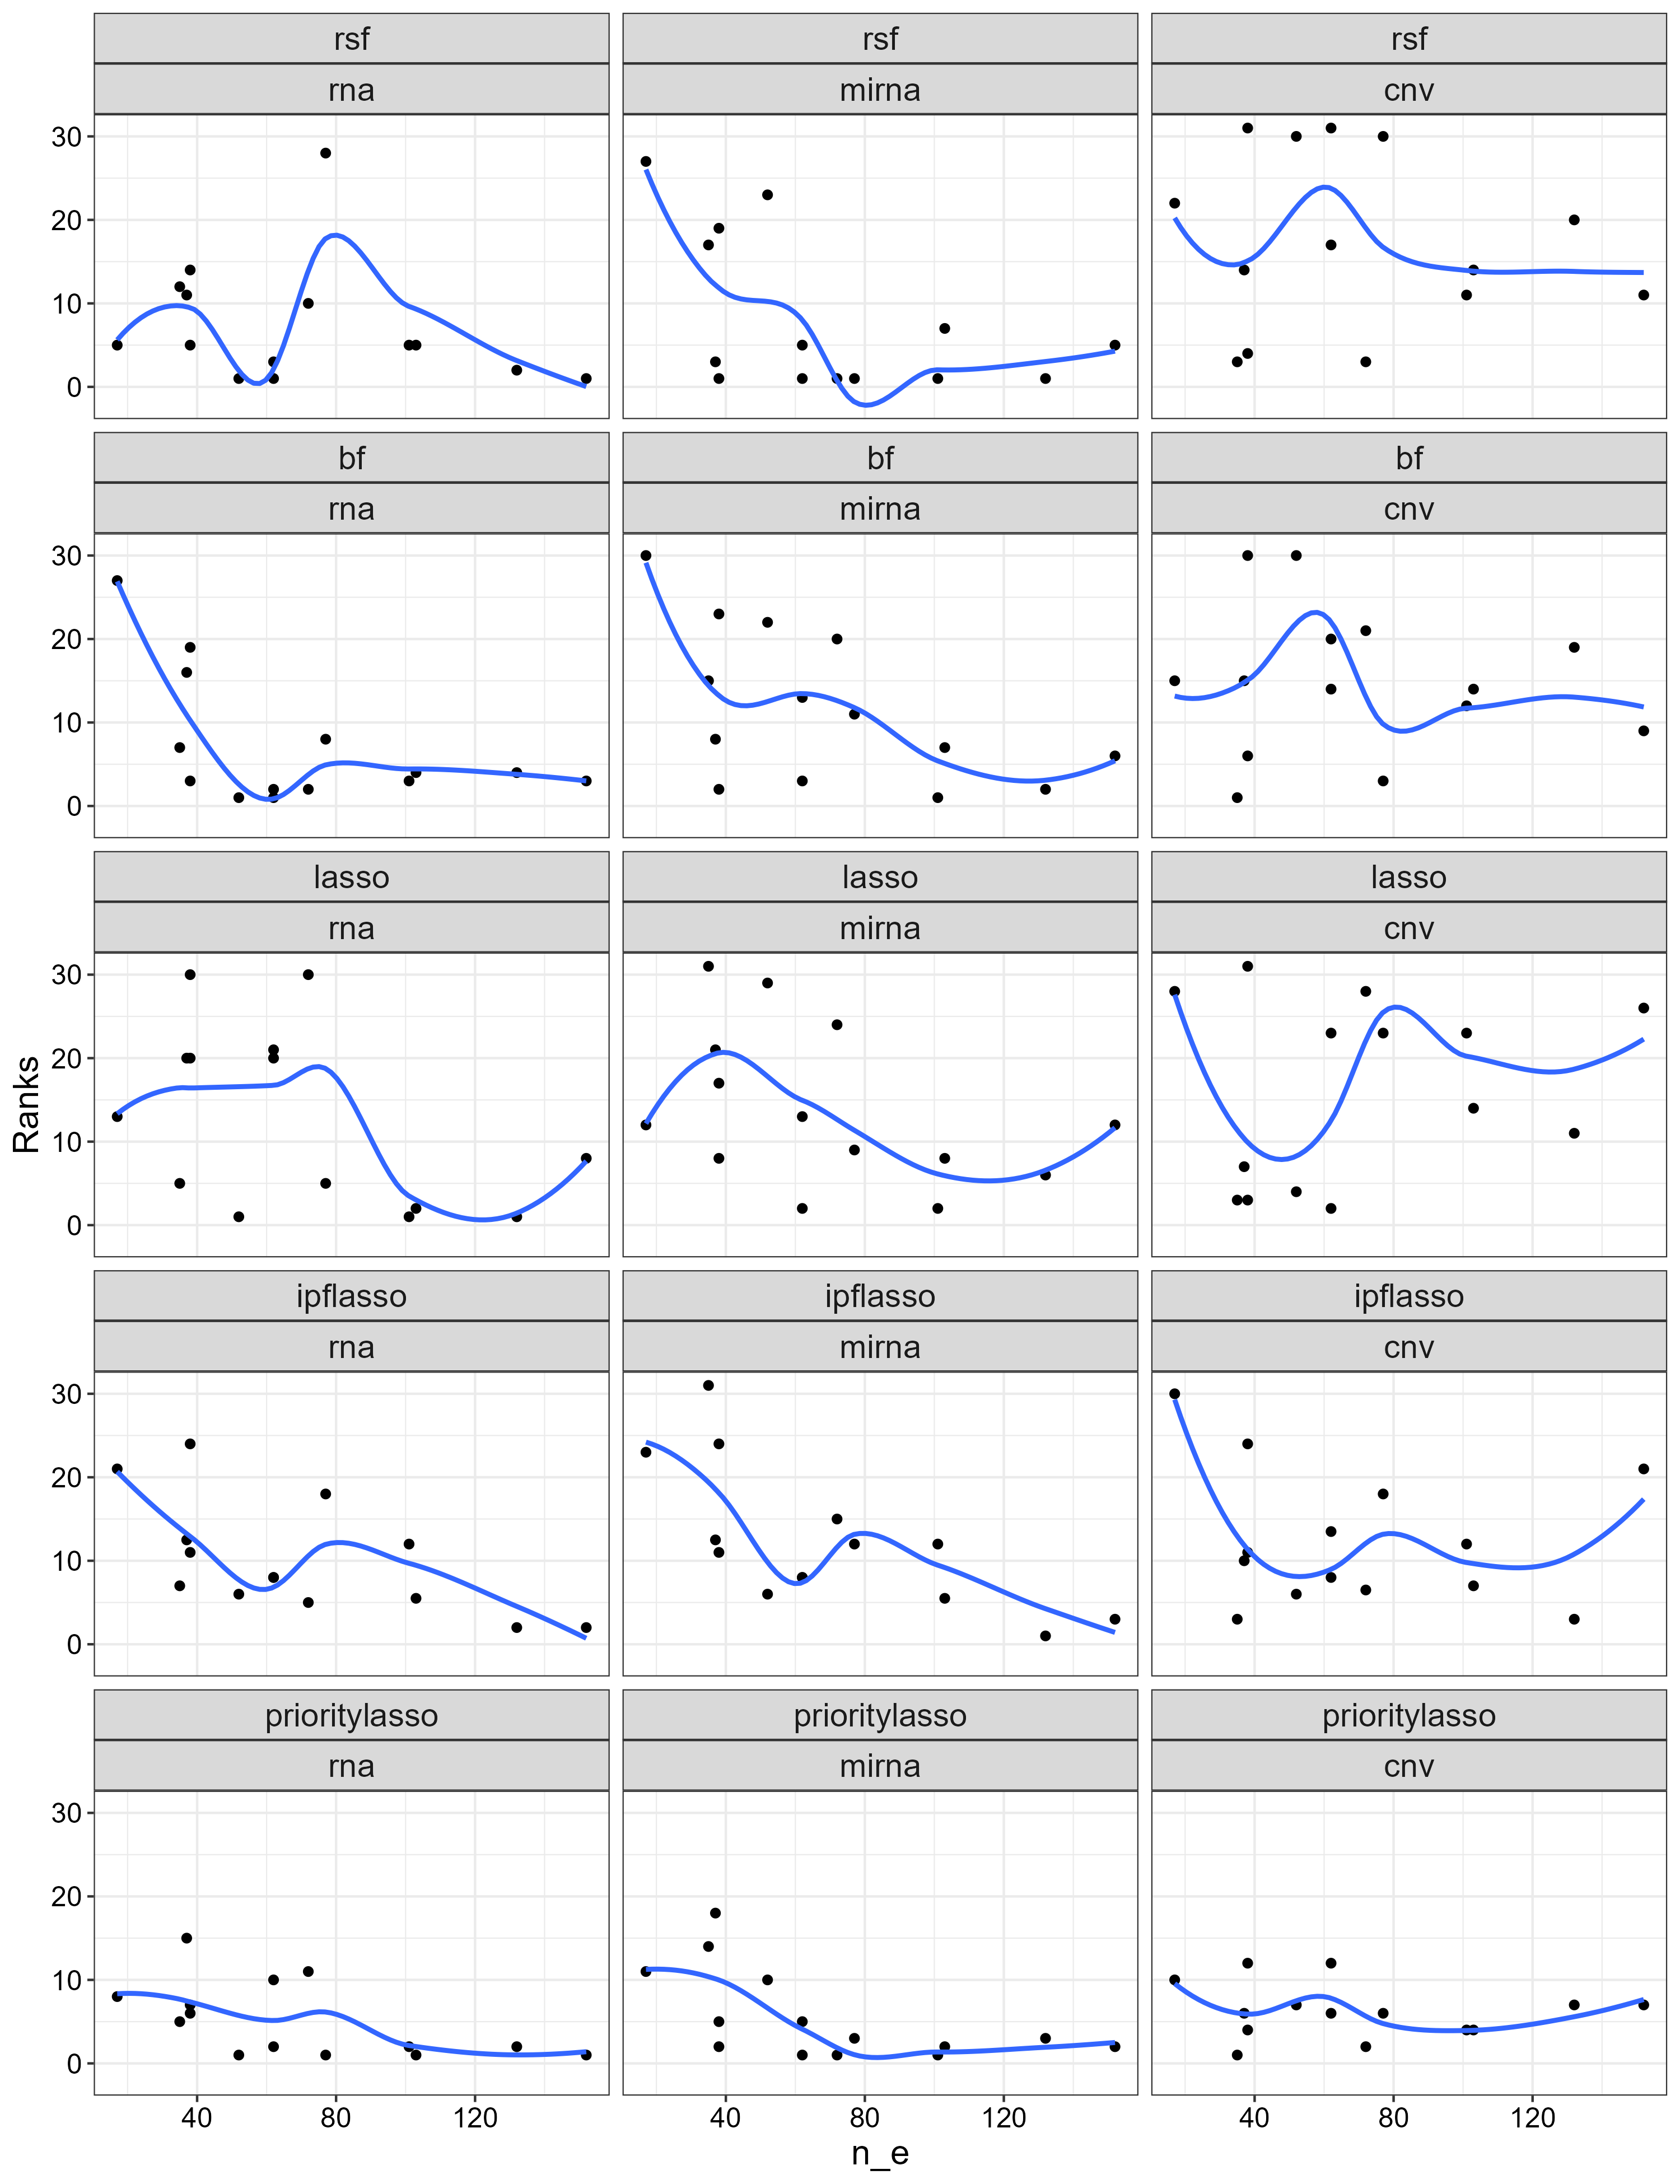 rsf rsf rsf
rna mirna cnv
30
20
10
0
bf bf bf
rna mirna cnv
30
20
10
0
lasso lasso lasso
rna mirna cnv
30
20
10
0
Ranks
ipflasso ipflasso ipflasso
rna mirna cnv
30
20
10
0
prioritylasso prioritylasso prioritylasso
rna mirna cnv
30
20
10
0
40 80 120 40 80 120 40 80 120
n_e